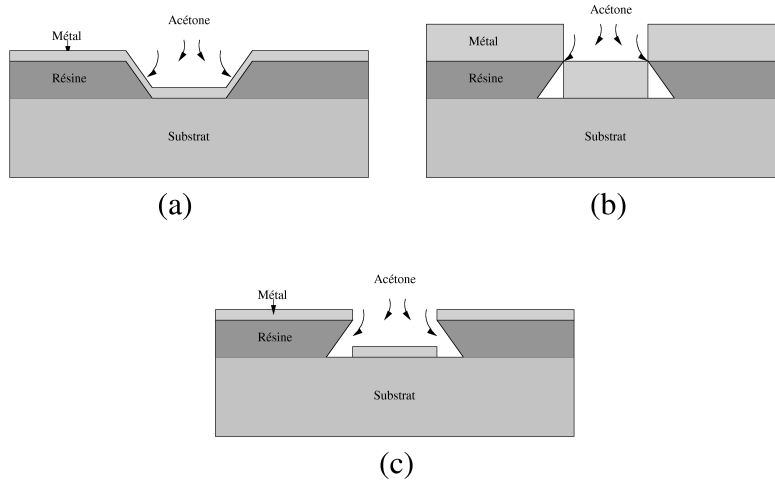 Acétone
Métal
Résine
Substrat
(a)
Acétone
Métal
Résine
Substrat
(b)
Acétone
Métal
Résine
Substrat
(c)